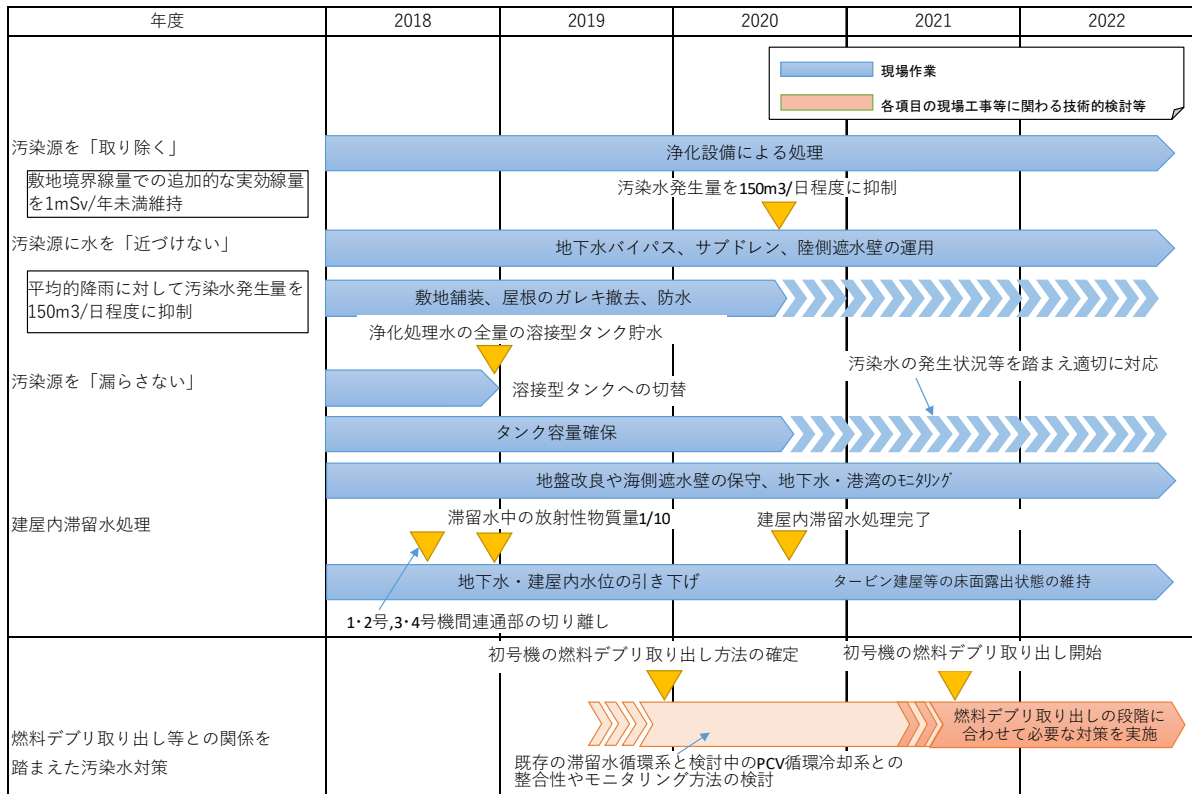 年度
2018
2019
2020
2021
2022
現場作業
各項目の現場工事等に関わる技術的検討等
汚染源を「取り除く」
浄化設備による処理
敷地境界線量での追加的な実効線量
を1mSv/年未満維持
汚染水発生量を150m3/日程度に抑制
汚染源に水を「近づけない」
地下水バイパス、サブドレン、陸側遮水壁の運用
平均的降雨に対して汚染水発生量を
150m3/日程度に抑制
敷地舗装、屋根のガレキ撤去、防水
浄化処理水の全量の溶接型タンク貯水
汚染水の発生状況等を踏まえ適切に対応
汚染源を「漏らさない」
溶接型タンクへの切替
タンク容量確保
地盤改良や海側遮水壁の保守、地下水・港湾のﾓﾆﾀﾘﾝｸﾞ
建屋内滞留水処理
滞留水中の放射性物質量1/10
建屋内滞留水処理完了
地下水・建屋内水位の引き下げ
タービン建屋等の床面露出状態の維持
1・2号,3・4号機間連通部の切り離し
初号機の燃料デブリ取り出し方法の確定
初号機の燃料デブリ取り出し開始
燃料デブリ取り出しの段階に
合わせて必要な対策を実施
燃料デブリ取り出し等との関係を
踏まえた汚染水対策
既存の滞留水循環系と検討中のPCV循環冷却系との
整合性やモニタリング方法の検討